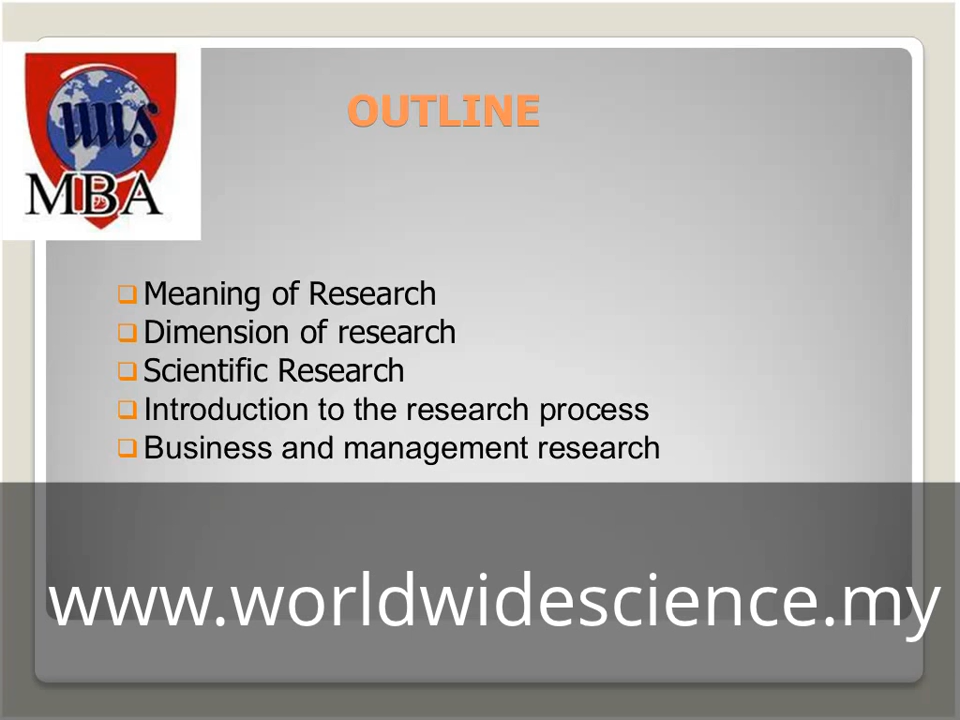 wws
MBA
OUTLINE
Meaning of Research
Dimension of research
Scientific Research
Introduction to the research process
Business and management research
www.worldwidescience.my